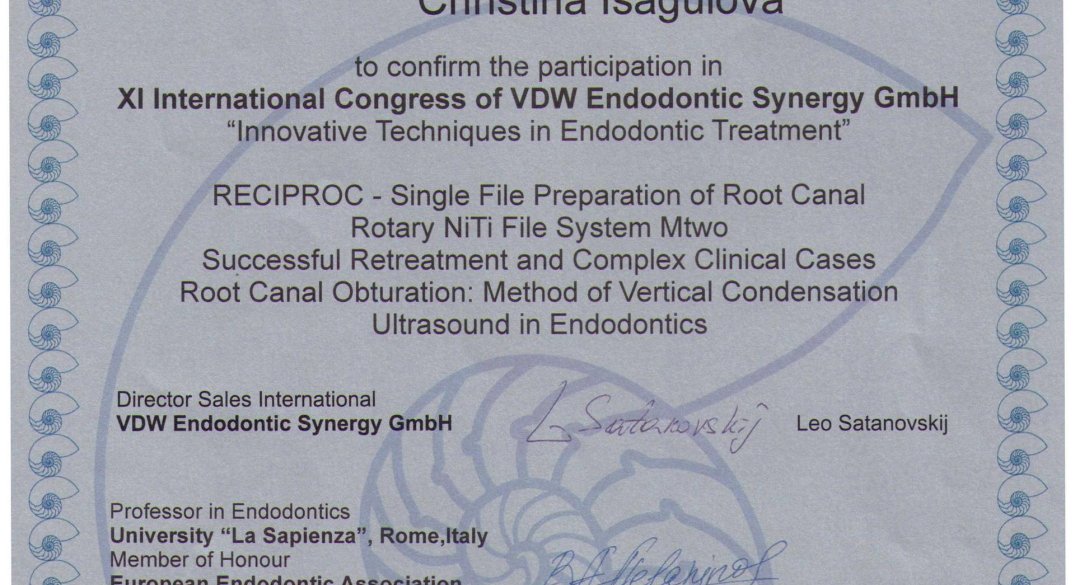 Christina Isagulova
to confirm the participation in
XI International Congress of VDW Endodontic Synergy GmbH
“Innovative Techniques in Endodontic Treatment”
RECIPROC - Single File Preparation of Root Canal
Rotary NiTi File System Mtwo
Successful Retreatment and Complex Clinical Cases
Root Canal Obturation: Method of Vertical Condensation
Ultrasound in Endodontics
Director Sales International
VDW Endodontic Synergy GmbH
L Satanovskij
Leo Satanovskij
Professor in Endodontics
University “La Sapienza”, Rome,Italy
Member of Honour
European Endodontic Association